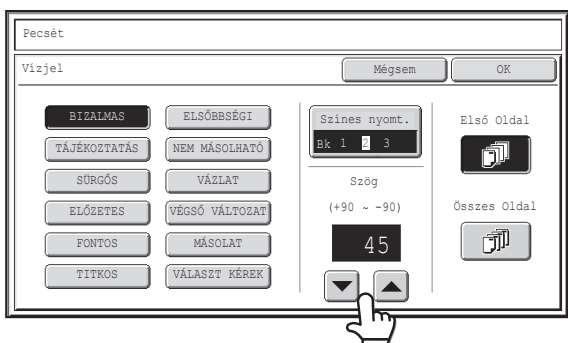 Pecsét
Vízjel
Mégsem
OK
BIZALMAS
ELSŐBBSÉGI
TÁJÉKOZTATÁS
NEM MÁSOLHATÓ
SÜRGŐS
VÁZLAT
ELŐZETES
VÉGSŐ VÁLTOZAT
FONTOS
MÁSOLAT
TITKOS
VÁLASZT KÉREK
Színes nyomt.
Bk 1 2 3
Szög
(+90 ~ -90)
45
Első Oldal
Összes Oldal